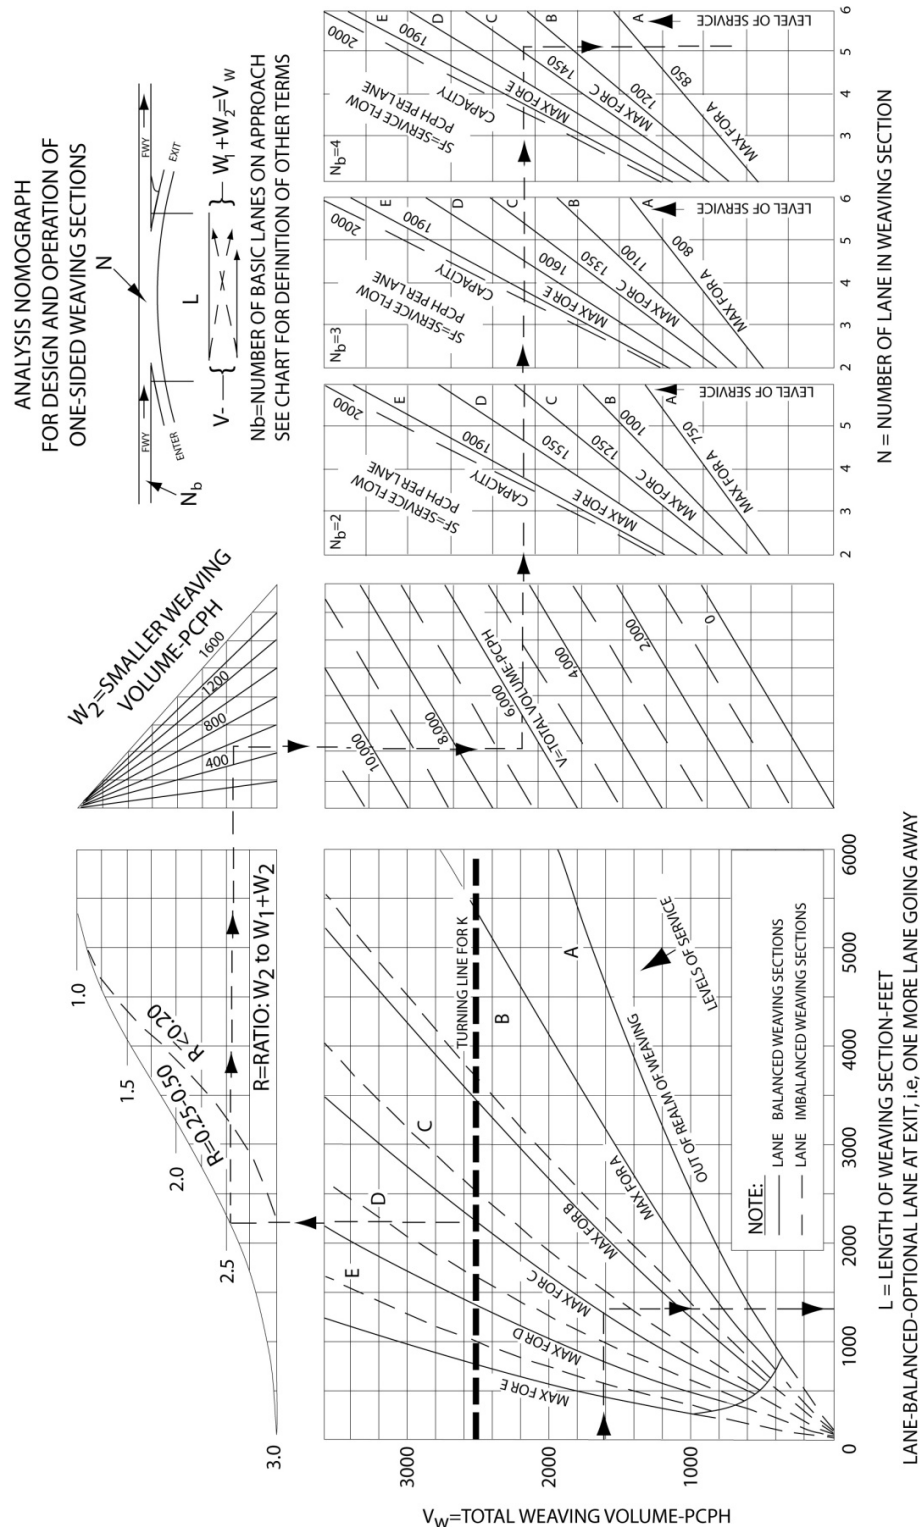 ANALYSIS NOMOGRAPH
FOR DESIGN AND OPERATION OF
ONE-SIDED WEAVING SECTIONS
N
FWY
FWY
N_b
ENTER
EXIT
L
V-
W_1+W_2=V_W
Nb=NUMBER OF BASIC LANES ON APPROACH
SEE CHART FOR DEFINITION OF OTHER TERMS
1.0
1.5
2.0
2.5
3.0
R=0.25-0.50
R<0.20
R=RATIO: W_2 to W_1+W_2
W_2=SMALLER WEAVING
VOLUME-PCPH
400
800
1200
1600
V_W=TOTAL WEAVING VOLUME-PCPH
3000
2000
1000
E
D
C
B
A
TURNING LINE FOR K
MAX FOR E
MAX FOR D
MAX FOR C
MAX FOR B
MAX FOR A
OUT OF REALM OF WEAVING
LEVELS OF SERVICE
NOTE:
LANE BALANCED WEAVING SECTIONS
LANE IMBALANCED WEAVING SECTIONS
0
1000
2000
3000
4000
5000
6000
L = LENGTH OF WEAVING SECTION-FEET
LANE-BALANCED-OPTIONAL LANE AT EXIT, i.e, ONE MORE LANE GOING AWAY
10,000
8,000
6,000
V=TOTAL VOLUME-PCPH
4,000
2,000
0
N_b=2
SF=SERVICE FLOW
PCPH PER LANE
CAPACITY
2000
1900
1550
1250
1000
750
MAX FOR E
MAX FOR C
MAX FOR A
E
D
C
B
A
LEVEL OF SERVICE
2
3
4
5
N_b=3
SF=SERVICE FLOW
PCPH PER LANE
CAPACITY
2000
1900
1600
1350
1100
800
MAX FOR E
MAX FOR C
MAX FOR A
E
D
C
B
A
LEVEL OF SERVICE
2
3
4
5
6
N_b=4
SF=SERVICE FLOW
PCPH PER LANE
CAPACITY
2000
1900
1450
1200
850
MAX FOR E
MAX FOR C
MAX FOR A
E
D
C
B
A
LEVEL OF SERVICE
3
4
5
6
N = NUMBER OF LANE IN WEAVING SECTION